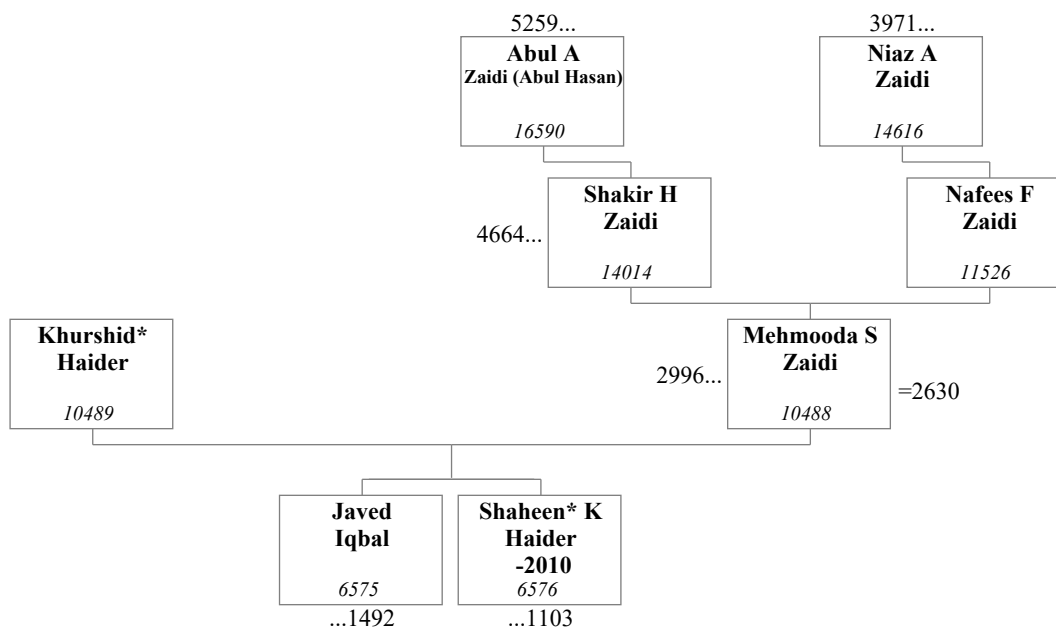 5259...
3971...
Abul A
Zaidi (Abul Hasan)
16590
Niaz A
Zaidi
14616
Shakir H
Zaidi
14014
4664...
Nafees F
Zaidi
11526
Khurshid*
Haider
10489
Mehmooda S
Zaidi
10488
2996...
=2630
Javed
Iqbal
6575
...1492
Shaheen* K
Haider
-2010
6576
...1103